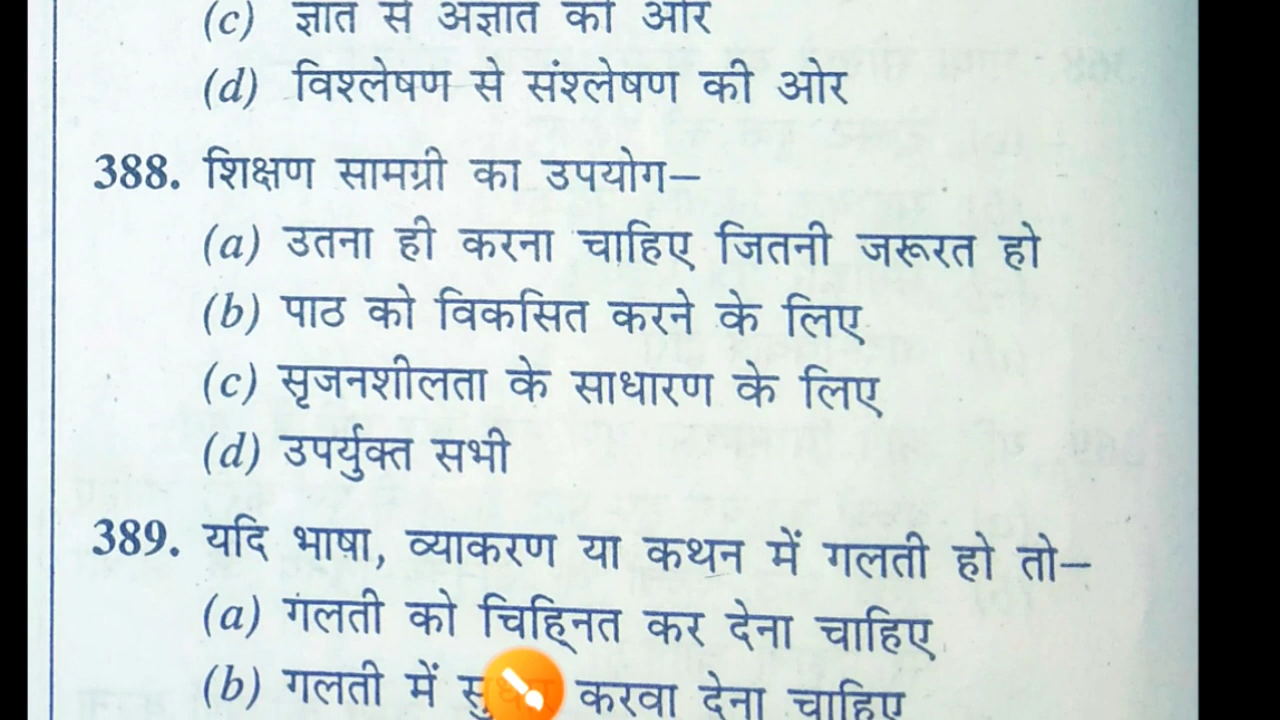 (c) ज्ञात से अज्ञात की ओर
(d) विश्लेषण से संश्लेषण की ओर
388. शिक्षण सामग्री का उपयोग–
(a) उतना ही करना चाहिए जितनी जरूरत हो
(b) पाठ को विकसित करने के लिए
(c) सृजनशीलता के साधारण के लिए
(d) उपर्युक्त सभी
389. यदि भाषा, व्याकरण या कथन में गलती हो तो–
(a) गलती को चिह्नित कर देना चाहिए
(b) गलती में करवा देना चाहिए